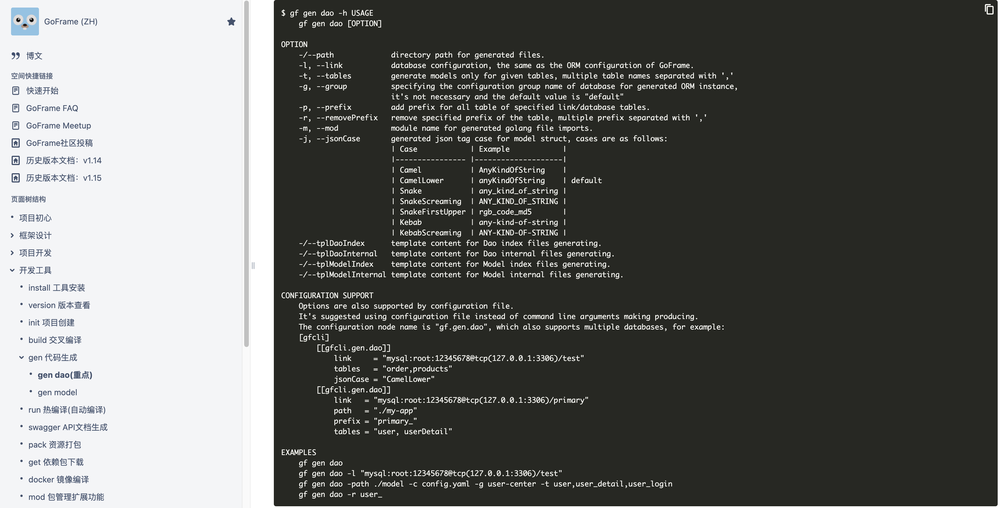 GoFrame (ZH)
博文
空间快捷链接
快速开始
GoFrame FAQ
GoFrame Meetup
GoFrame社区投稿
历史版本文档：v1.14
历史版本文档：v1.15
页面树结构
项目初心
框架设计
项目开发
开发工具
install 工具安装
version 版本查看
init 项目创建
build 交叉编译
gen 代码生成
gen dao(重点)
gen model
run 热编译(自动编译)
swagger API文档生成
pack 资源打包
get 依赖包下载
docker 镜像编译
mod 包管理扩展功能
$ gf gen dao -h USAGE
    gf gen dao [OPTION]

OPTION
    -/--path             directory path for generated files.
    -l, --link           database configuration, the same as the ORM configuration of GoFrame.
    -t, --tables         generate models only for given tables, multiple table names separated with ','
    -g, --group          specifying the configuration group name of database for generated ORM instance,
                         it's not necessary and the default value is "default"
    -p, --prefix         add prefix for all table of specified link/database tables.
    -r, --removePrefix   remove specified prefix of the table, multiple prefix separated with ','
    -m, --mod            module name for generated golang file imports.
    -j, --jsonCase       generated json tag case for model struct, cases are as follows:
                         | Case            | Example            |
                         |---------------- |--------------------|
                         | Camel           | AnyKindOfString    |
                         | CamelLower      | anyKindOfString    | default
                         | Snake           | any_kind_of_string |
                         | SnakeScreaming  | ANY_KIND_OF_STRING |
                         | SnakeFirstUpper | rgb_code_md5       |
                         | Kebab           | any-kind-of-string |
                         | KebabScreaming  | ANY-KIND-OF-STRING |
    -/--tplDaoIndex      template content for Dao index files generating.
    -/--tplDaoInternal   template content for Dao internal files generating.
    -/--tplModelIndex    template content for Model index files generating.
    -/--tplModelInternal template content for Model internal files generating.

CONFIGURATION SUPPORT
    Options are also supported by configuration file.
    It's suggested using configuration file instead of command line arguments making producing.
    The configuration node name is "gf.gen.dao", which also supports multiple databases, for example:
    [gfcli]
        [[gfcli.gen.dao]]
            link     = "mysql:root:12345678@tcp(127.0.0.1:3306)/test"
            tables   = "order,products"
            jsonCase = "CamelLower"
        [[gfcli.gen.dao]]
            link   = "mysql:root:12345678@tcp(127.0.0.1:3306)/primary"
            path   = "./my-app"
            prefix = "primary_"
            tables = "user, userDetail"

EXAMPLES
    gf gen dao
    gf gen dao -l "mysql:root:12345678@tcp(127.0.0.1:3306)/test"
    gf gen dao -path ./model -c config.yaml -g user-center -t user,user_detail,user_login
    gf gen dao -r user_